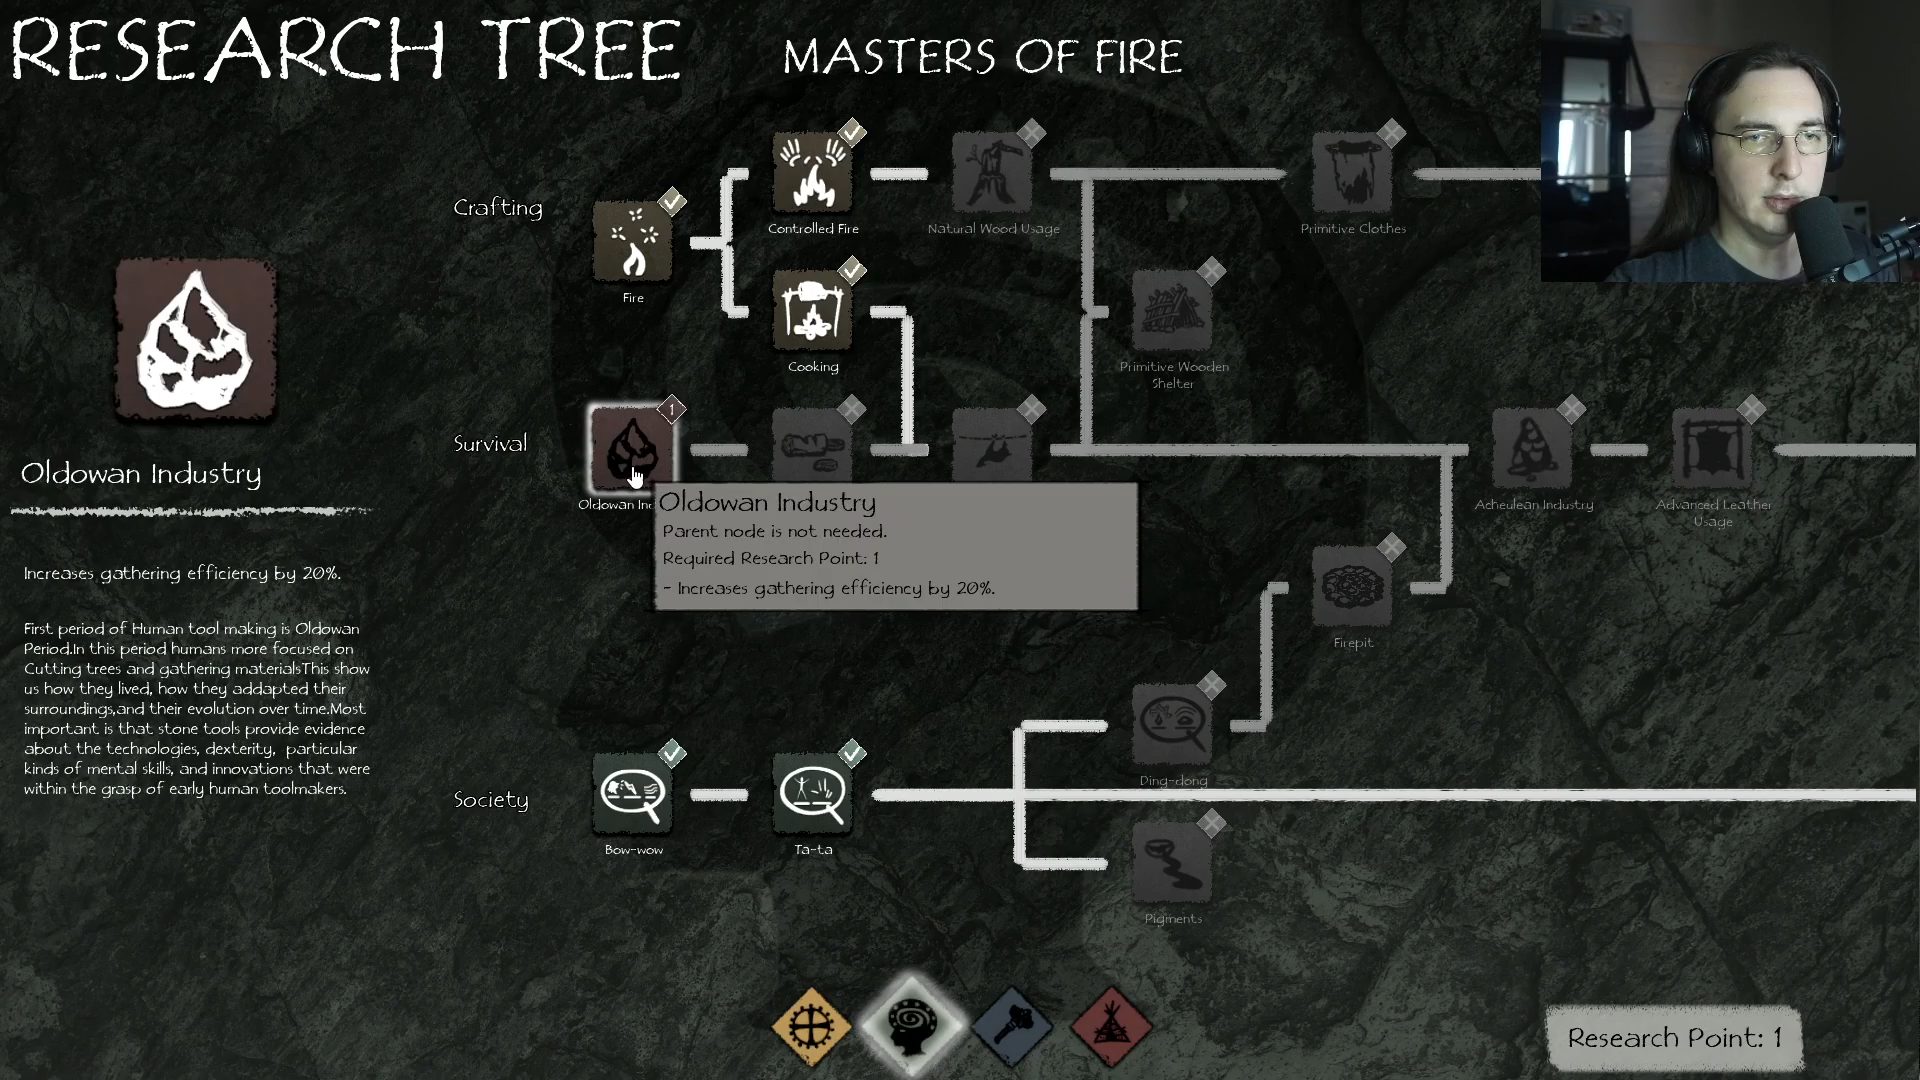 RESEARCH TREE
MASTERS OF FIRE
Crafting
Controlled Fire
Natural Wood Usage
Primitive Clothes
Fire
Cooking
Primitive Wooden
Shelter
Survival
1
Oldowan Ind
Oldowan Industry
Parent node is not needed.
Required Research Point: 1
- Increases gathering efficiency by 20%.
Acheulean Industry
Advanced Leather
Usage
Oldowan Industry
Increases gathering efficiency by 20%.
First period of Human tool making is Oldowan
Period.In this period humans more focused on
Cutting trees and gathering materialsThis show
us how they lived, how they addapted their
surroundings,and their evolution over time.Most
important is that stone tools provide evidence
about the technologies, dexterity, particular
kinds of mental skills, and innovations that were
within the grasp of early human toolmakers.
Firepit
Ding-dong
Society
Bow-wow
Ta-ta
Pigments
Research Point: 1